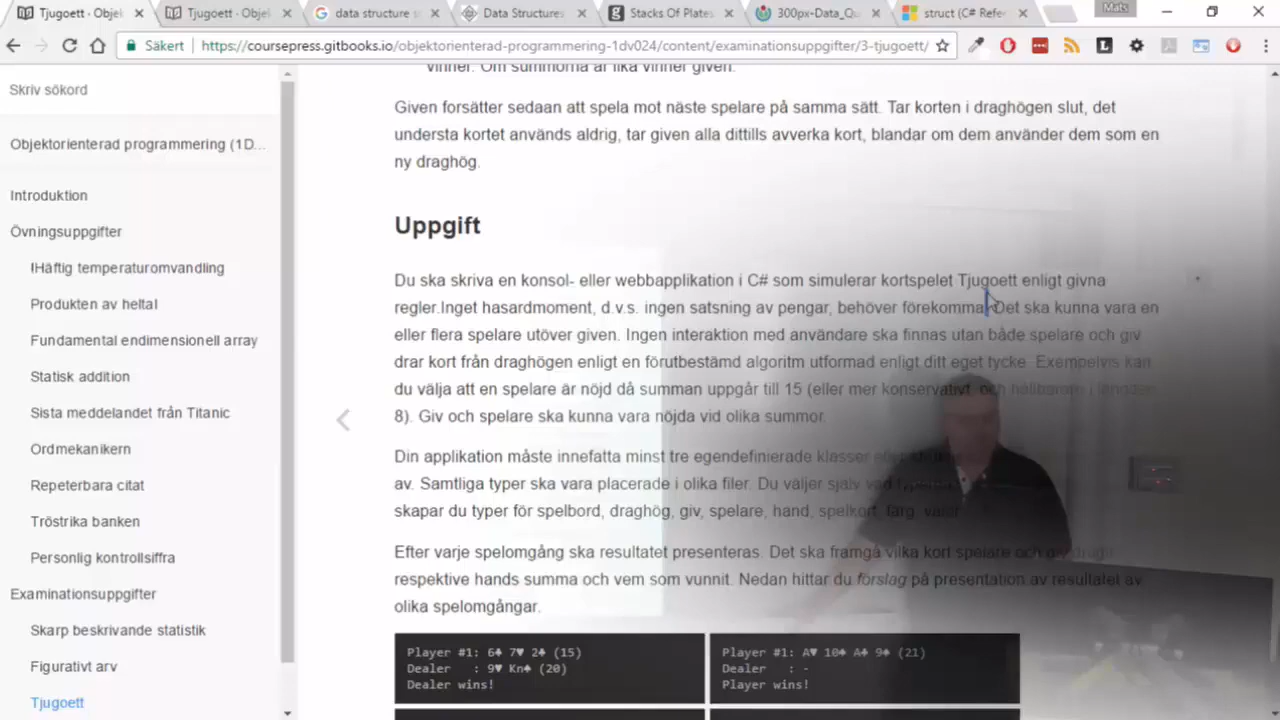 Tjugoett · Objek
Tjugoett · Objek
data structure s
Data Structures
Stacks Of Plates
300px-Data_Qu
struct (C# Refer
Mats
Säkert
https://coursepress.gitbooks.io/objektorienterad-programmering-1dv024/content/examinationsuppgifter/3-tjugoett/
Skriv sökord
Objektorienterad programmering (1D...
Introduktion
Övningsuppgifter
!Häftig temperaturomvandling
Produkten av heltal
Fundamental endimensionell array
Statisk addition
Sista meddelandet från Titanic
Ordmekanikern
Repeterbara citat
Tröstrika banken
Personlig kontrollsiffra
Examinationsuppgifter
Skarp beskrivande statistik
Figurativt arv
Tjugoett
vinner. Om summorna är lika vinner given.
Given forsätter sedaan att spela mot näste spelare på samma sätt. Tar korten i draghögen slut, det
understa kortet används aldrig, tar given alla dittills avverka kort, blandar om dem använder dem som en
ny draghög.
Uppgift
Du ska skriva en konsol- eller webbapplikation i C# som simulerar kortspelet Tjugoett enligt givna
regler.Inget hasardmoment, d.v.s. ingen satsning av pengar, behöver förekomma. Det ska kunna vara en
eller flera spelare utöver given. Ingen interaktion med användare ska finnas utan både spelare och giv
drar kort från draghögen enligt en förutbestämd algoritm utformad enligt ditt eget tycke. Exempelvis kan
du välja att en spelare är nöjd då summan uppgår till 15 (eller mer konservativt, och hållbaram i längden
8). Giv och spelare ska kunna vara nöjda vid olika summor.
Din applikation måste innefatta minst tre egendefinierade klasser eller
av. Samtliga typer ska vara placerade i olika filer. Du väljer själv vad
skapar du typer för spelbord, draghög, giv, spelare, hand, spelkort, färg, valör
Efter varje spelomgång ska resultatet presenteras. Det ska framgå vilka kort spelare och giv dragit
respektive hands summa och vem som vunnit. Nedan hittar du förslag på presentation av resultatet av
olika spelomgångar.
Player #1: 6♣ 7♥ 2♣ (15)
Dealer   : 9♥ Kn♠ (20)
Dealer wins!
Player #1: A♥ 10♠ A♣ 9♠ (21)
Dealer   : -
Player wins!